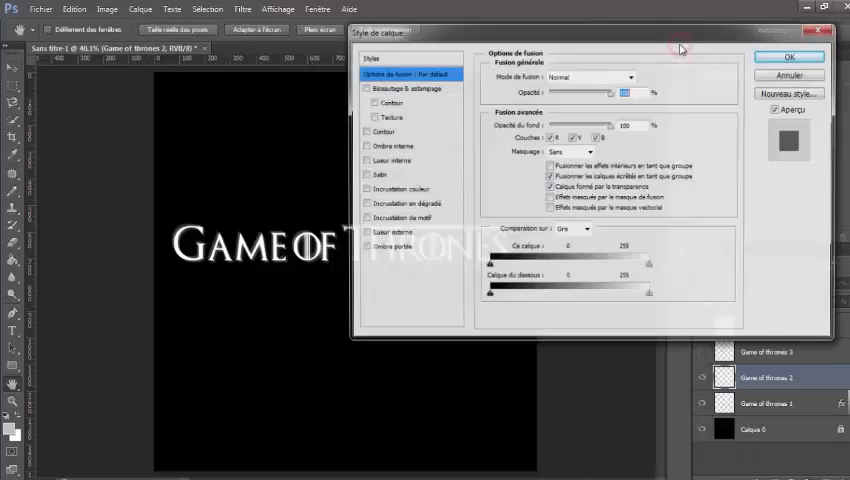 Ps Fichier Edition Image Calque Sélection Filtre Affichage Fenêtre Aide
Défilement des fenêtres Taille réelle des pixels Adapter à l'écran Plein écran
Sans titre-1 @ 40,1% (Game of thrones 2, RVB/8) * ×
Style de calque
Styles
Options de fusion : Par défaut
Biseautage & estampage
Contour
Texture
Contour
Ombre interne
Lueur interne
Satin
Incrustation couleur
Incrustation en dégradé
Incrustation de motif
Lueur externe
Ombre portée
Options de fusion
Fusion générale
Mode de fusion : Normal
Opacité : 100 %
Fusion avancée
Opacité du fond : 100 %
Couches : R V B
Masquage : Sans
Fusionner les effets intérieurs en tant que groupe
Fusionner les calques écrêtés en tant que groupe
Calque formé par la transparence
Effets masqués par le masque de fusion
Effets masqués par le masque vectoriel
Comparaison sur : Gris
Ce calque : 0 255
Calque du dessous : 0 255
OK
Annuler
Nouveau style...
Aperçu
GAME OF THRONES
Game of thrones 3
Game of thrones 2
Game of thrones 1 fx
Calque 0